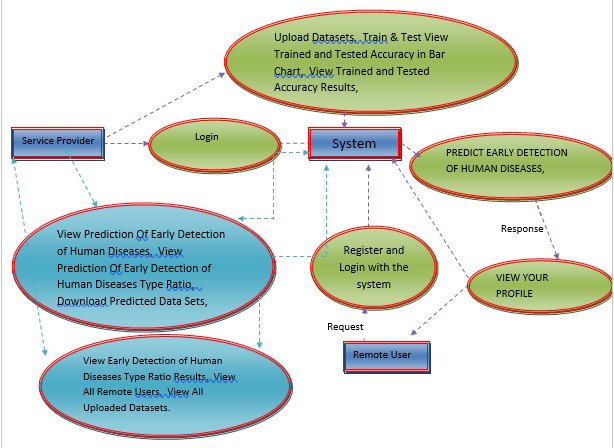 Upload Datasets, Train & Test View
Trained and Tested Accuracy in Bar
Chart, View Trained and Tested
Accuracy Results,
Service Provider
Login
System
PREDICT EARLY DETECTION
OF HUMAN DISEASES,
View Prediction Of Early Detection
of Human Diseases, View
Prediction Of Early Detection of
Human Diseases Type Ratio,
Download Predicted Data Sets,
Register and
Login with the
system
Response
VIEW YOUR
PROFILE
Request
Remote User
View Early Detection of Human
Diseases Type Ratio Results, View
All Remote Users, View All
Uploaded Datasets.